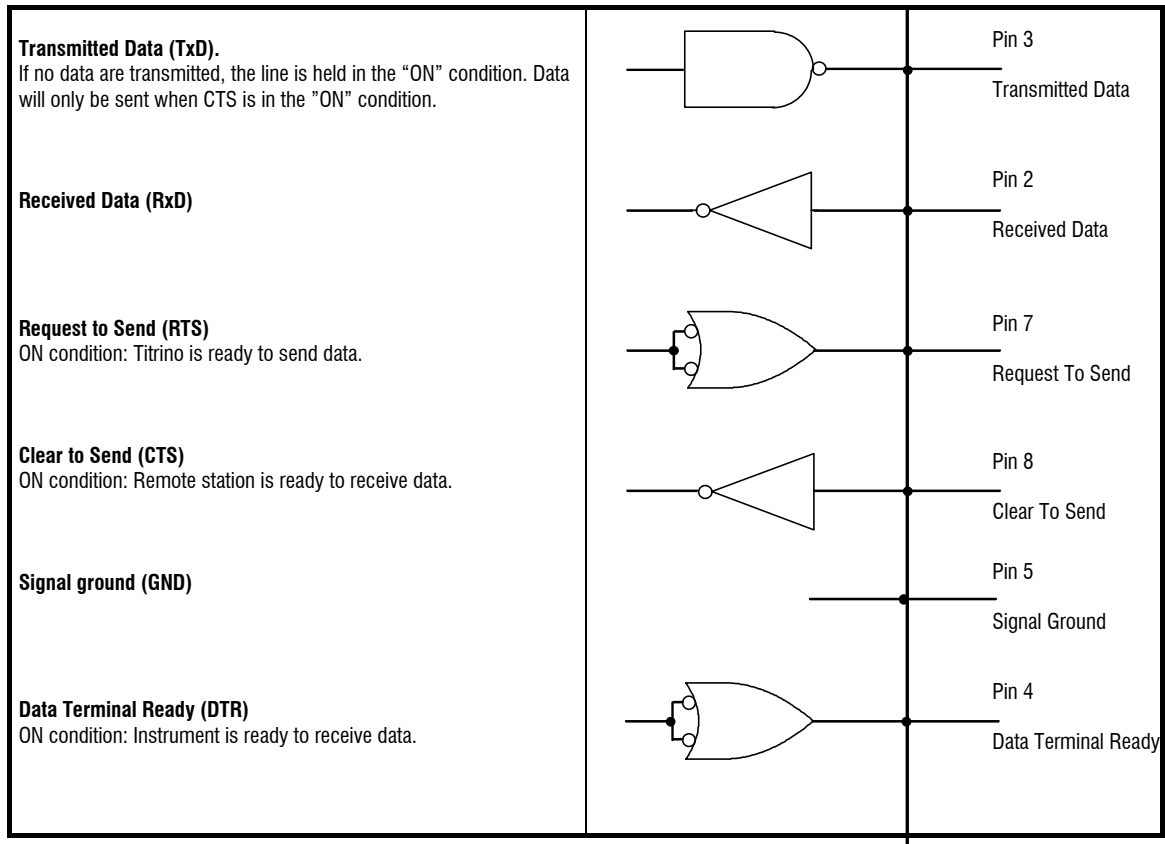 Transmitted Data (TxD).
If no data are transmitted, the line is held in the “ON” condition. Data
will only be sent when CTS is in the ”ON” condition.
Pin 3
Transmitted Data
Received Data (RxD)
Pin 2
Received Data
Request to Send (RTS)
ON condition: Titrino is ready to send data.
Pin 7
Request To Send
Clear to Send (CTS)
ON condition: Remote station is ready to receive data.
Pin 8
Clear To Send
Signal ground (GND)
Pin 5
Signal Ground
Data Terminal Ready (DTR)
ON condition: Instrument is ready to receive data.
Pin 4
Data Terminal Ready